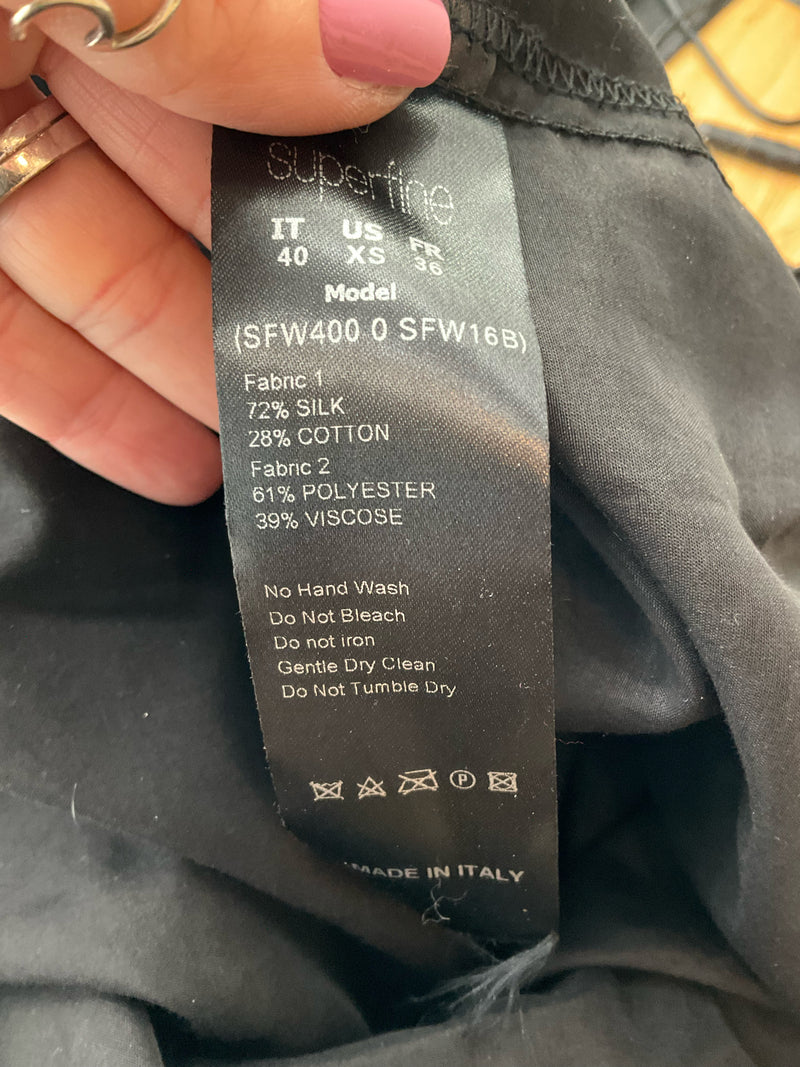 superfine
IT US FR
40 XS 36
Model
(SFW400 0 SFW16B)
Fabric 1
72% SILK
28% COTTON
Fabric 2
61% POLYESTER
39% VISCOSE
No Hand Wash
Do Not Bleach
Do not iron
Gentle Dry Clean
Do Not Tumble Dry
P
MADE IN ITALY